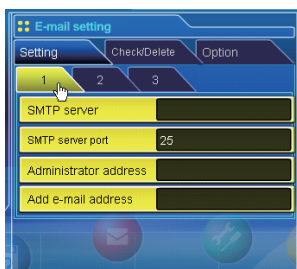 E-mail setting
Setting Check/Delete Option
1 2 3
SMTP server
SMTP server port 25
Administrator address
Add e-mail address